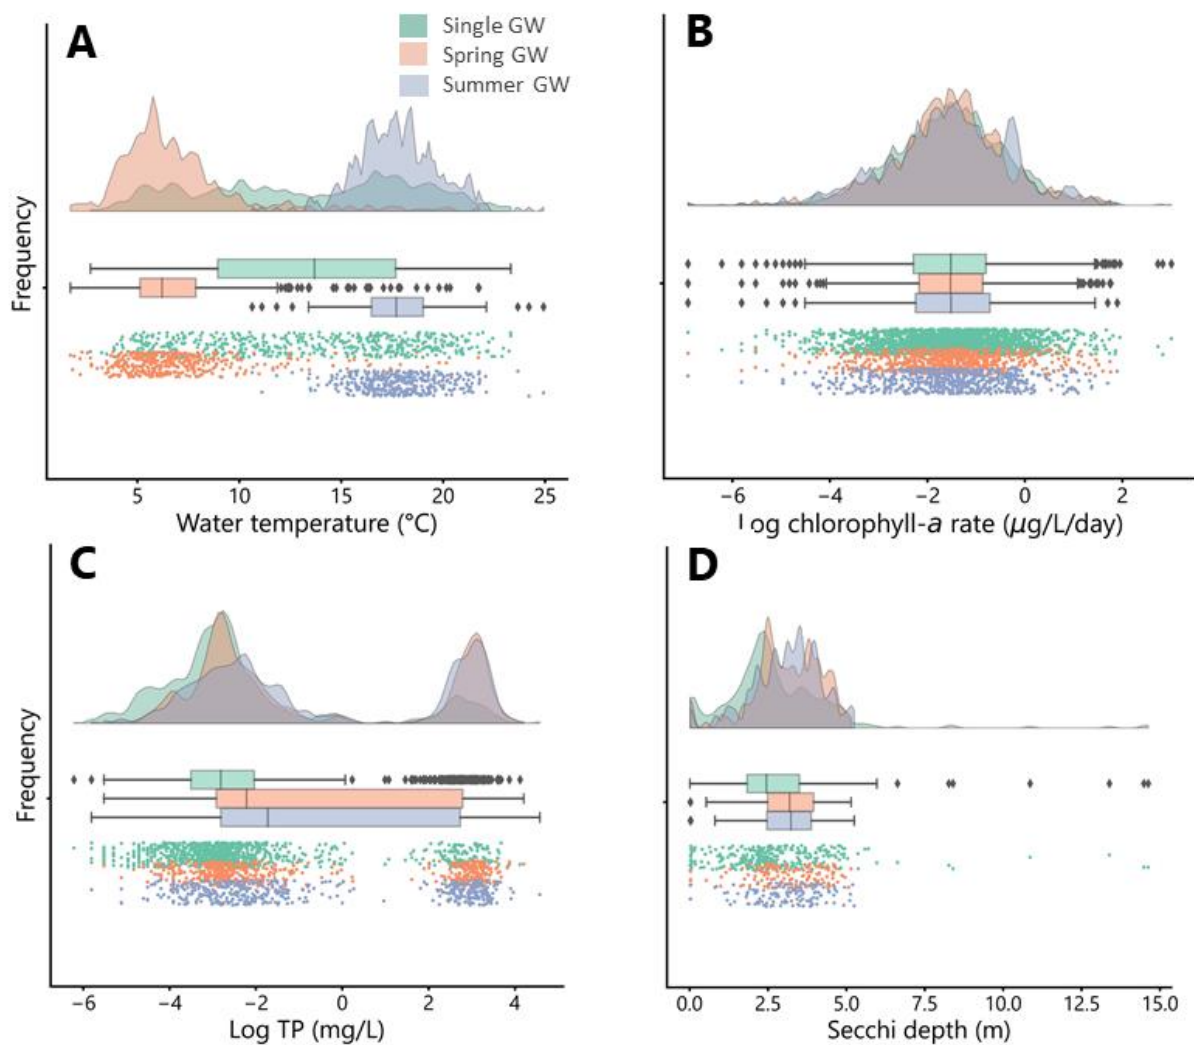 A
Single GW
Spring GW
Summer GW
Frequency
5 10 15 20 25
Water temperature (°C)
B
−6 −4 −2 0 2
log chlorophyll-a rate (μg/L/day)
C
Frequency
−6 −4 −2 0 2 4
Log TP (mg/L)
D
0.0 2.5 5.0 7.5 10.0 12.5 15.0
Secchi depth (m)